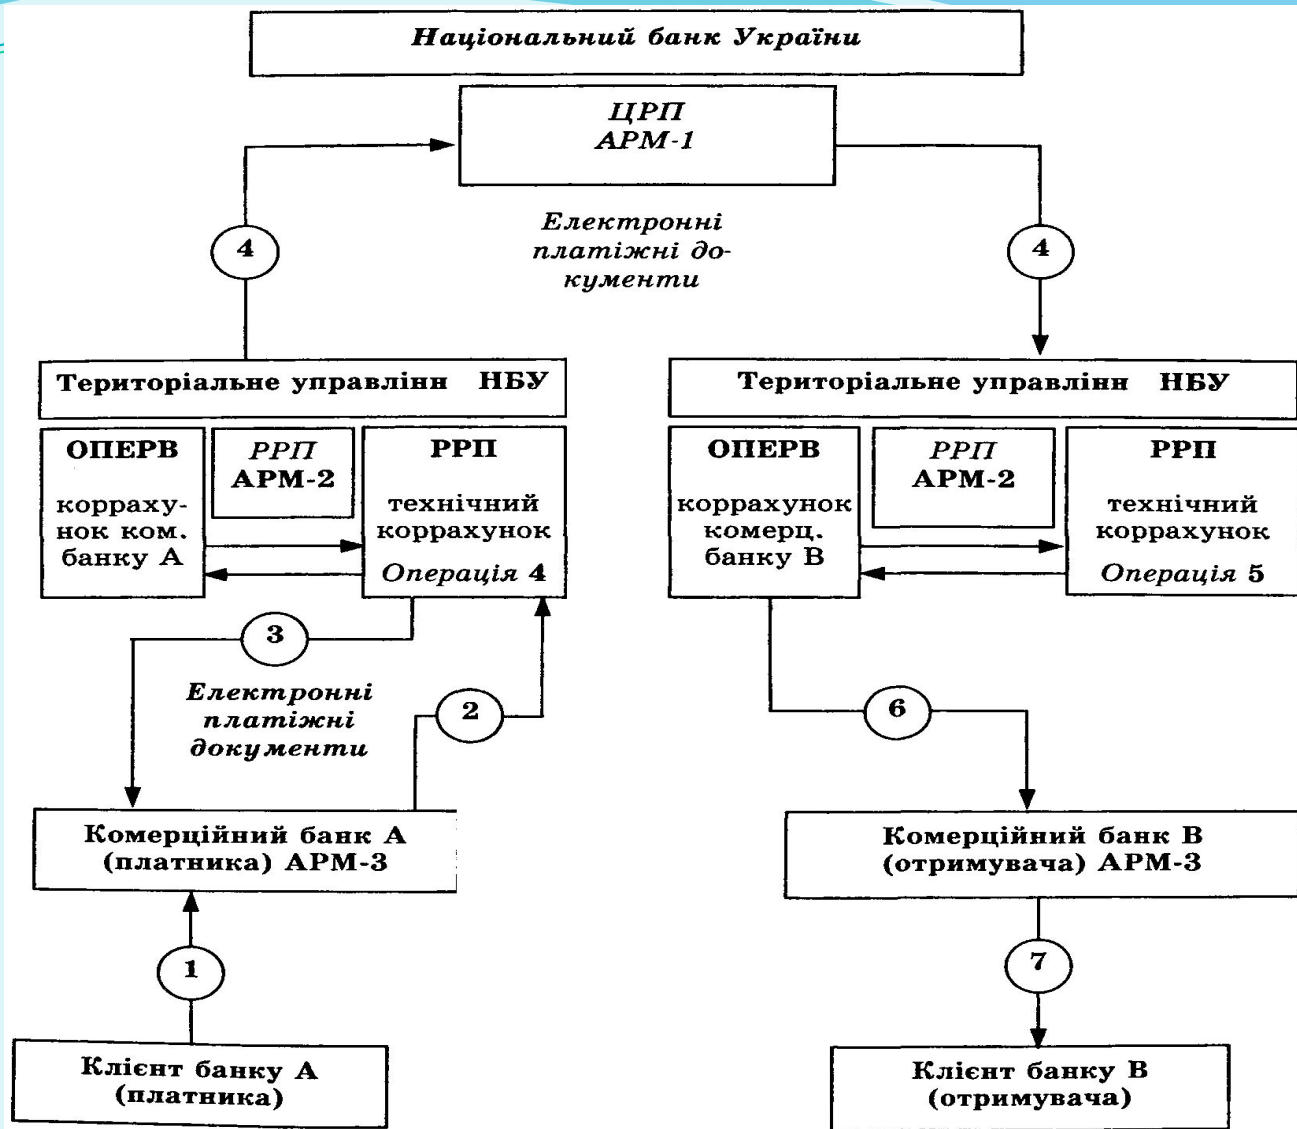 Національний банк України
ЦРП
АРМ-1
Електронні
платіжні до-
кументи
4
4
Територіальне управлінн НБУ
ОПЕРВ
коррахy-
нок ком.
банку А
РРП
АРМ-2
РРП
технічний
коррахунок
Операція 4
Територіальне управлінн НБУ
ОПЕРВ
коррахунок
комерц.
банку В
РРП
АРМ-2
РРП
технічний
коррахунок
Операція 5
3
Електронні
платіжні
документи
2
6
Комерційний банк А
(платника) АРМ-3
Комерційний банк В
(отримувача) АРМ-3
1
7
Клієнт банку А
(платника)
Клієнт банку В
(отримувача)